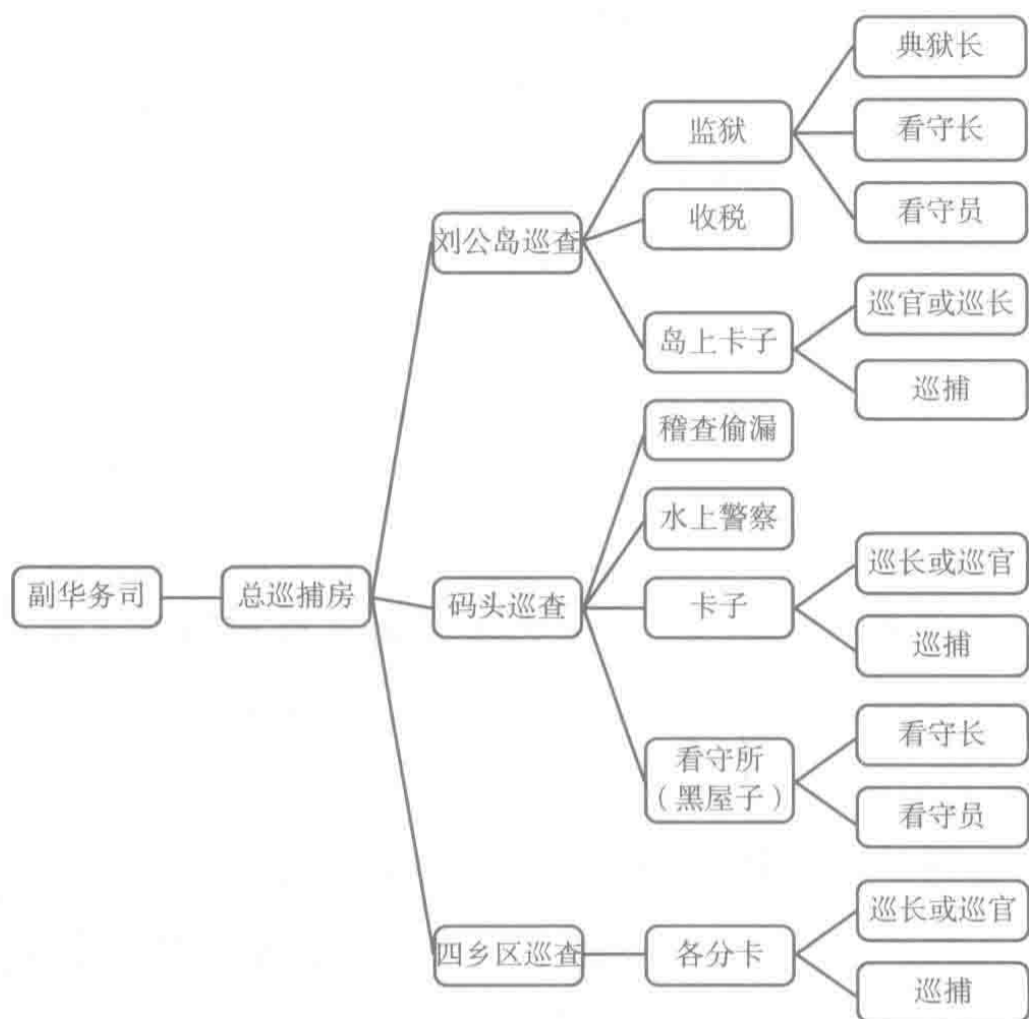 副华务司
总巡捕房
刘公岛巡查
监狱
典狱长
看守长
看守员
收税
岛上卡子
巡官或巡长
巡捕
码头巡查
稽查偷漏
水上警察
卡子
巡长或巡官
巡捕
看守所
（黑屋子）
看守长
看守员
四乡区巡查
各分卡
巡长或巡官
巡捕